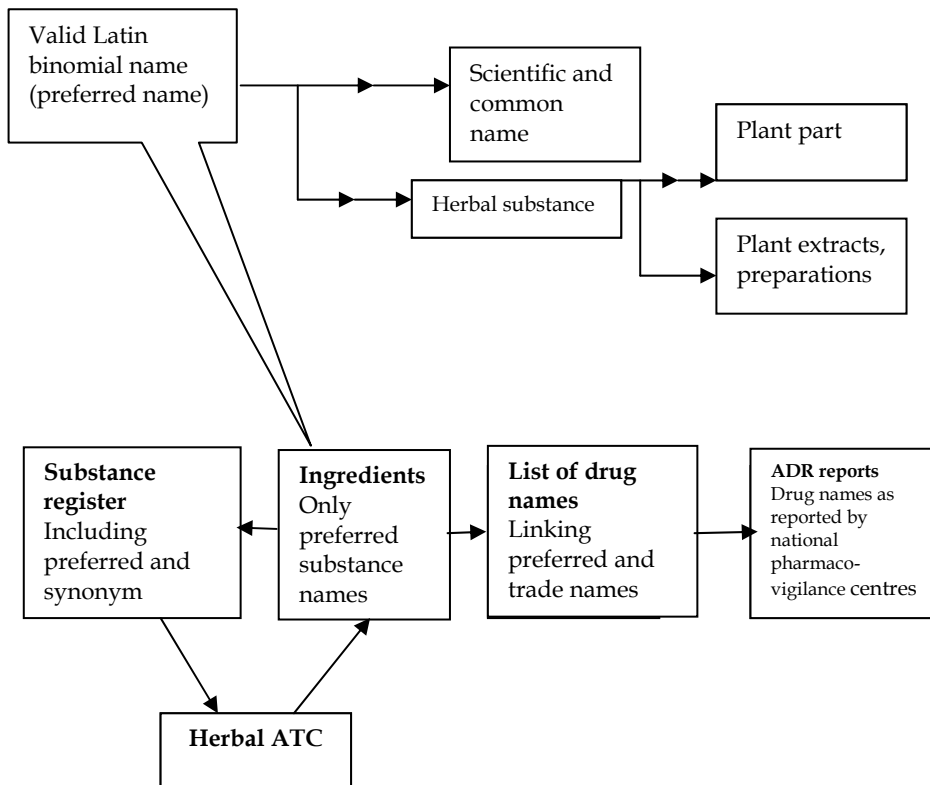 Valid Latin
binomial name
(preferred name)
Scientific and
common
name
Plant part
Herbal substance
Plant extracts,
preparations
Substance
register
Including
preferred and
synonym
Ingredients
Only
preferred
substance
names
List of drug
names
Linking
preferred and
trade names
ADR reports
Drug names as
reported by
national
pharmaco-
vigilance centres
Herbal ATC